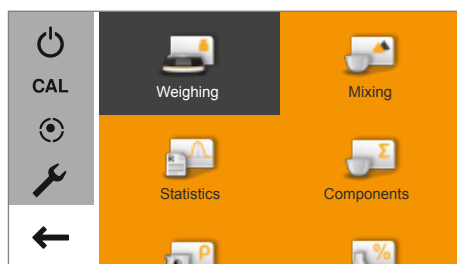 CAL
Weighing
Mixing
Σ
Statistics
Components
ρ
%